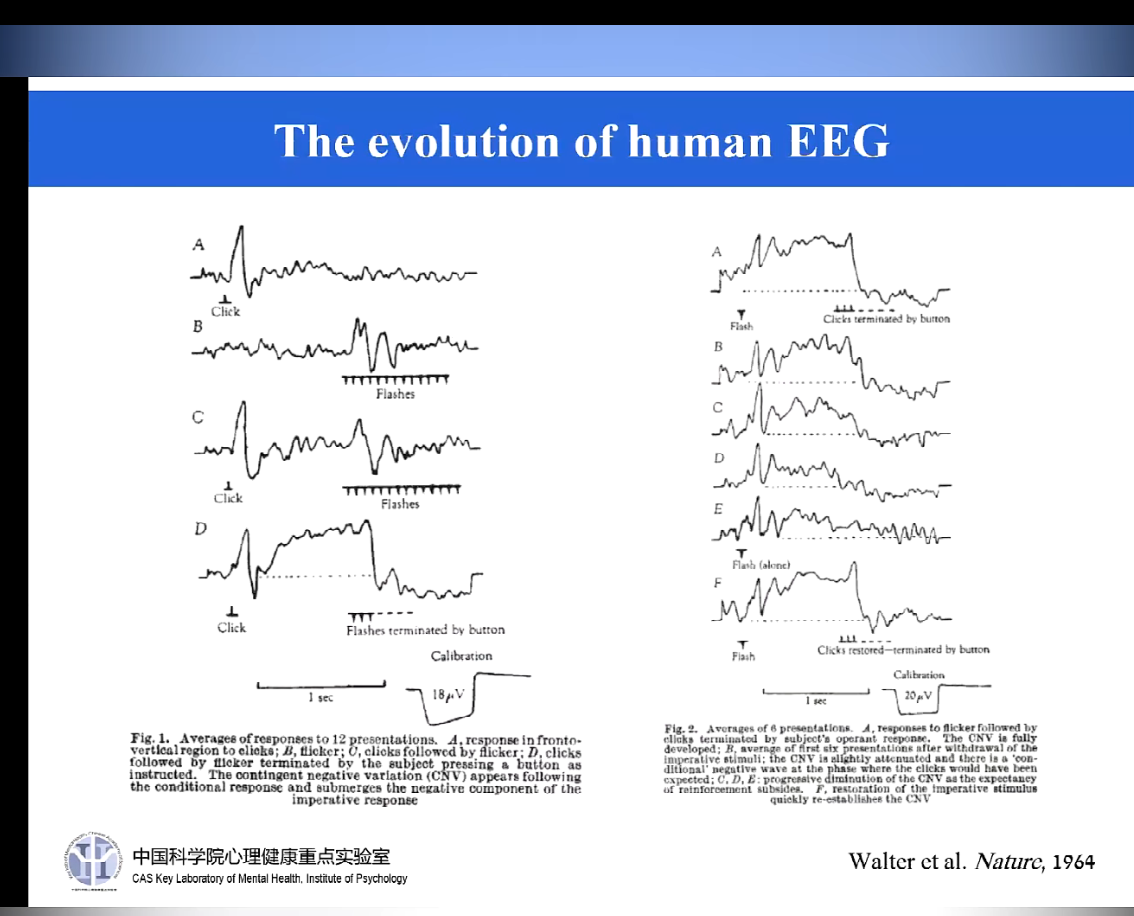 The evolution of human EEG
A
Click
B
Flashes
C
Click
Flashes
D
Click
Flashes terminated by button
Calibration
1 sec
18μV
Fig. 1. Averages of responses to 12 presentations. A, response in fronto-
vertical region to clicks; B, flicker; C, clicks followed by flicker; D, clicks
followed by flicker terminated by the subject pressing a button as
instructed. The contingent negative variation (CNV) appears following
the conditional response and submerges the negative component of the
imperative response
A
Flash
Clicks terminated by button
B
C
D
E
Flash (alone)
F
Flash
Clicks restored—terminated by button
Calibration
1 sec
20μV
Fig. 2. Averages of 6 presentations. A, responses to flicker followed by
clicks terminated by subject's operant response. The CNV is fully
developed; B, average of first six presentations after withdrawal of the
imperative stimuli; the CNV is slightly attenuated and there is a 'con-
ditional' negative wave at the phase where the clicks would have been
expected; C, D, E: progressive diminution of the CNV as the expectancy
of reinforcement subsides. F, restoration of the imperative stimulus
quickly re-establishes the CNV
中国科学院心理健康重点实验室
CAS Key Laboratory of Mental Health, Institute of Psychology
Walter et al. Nature, 1964